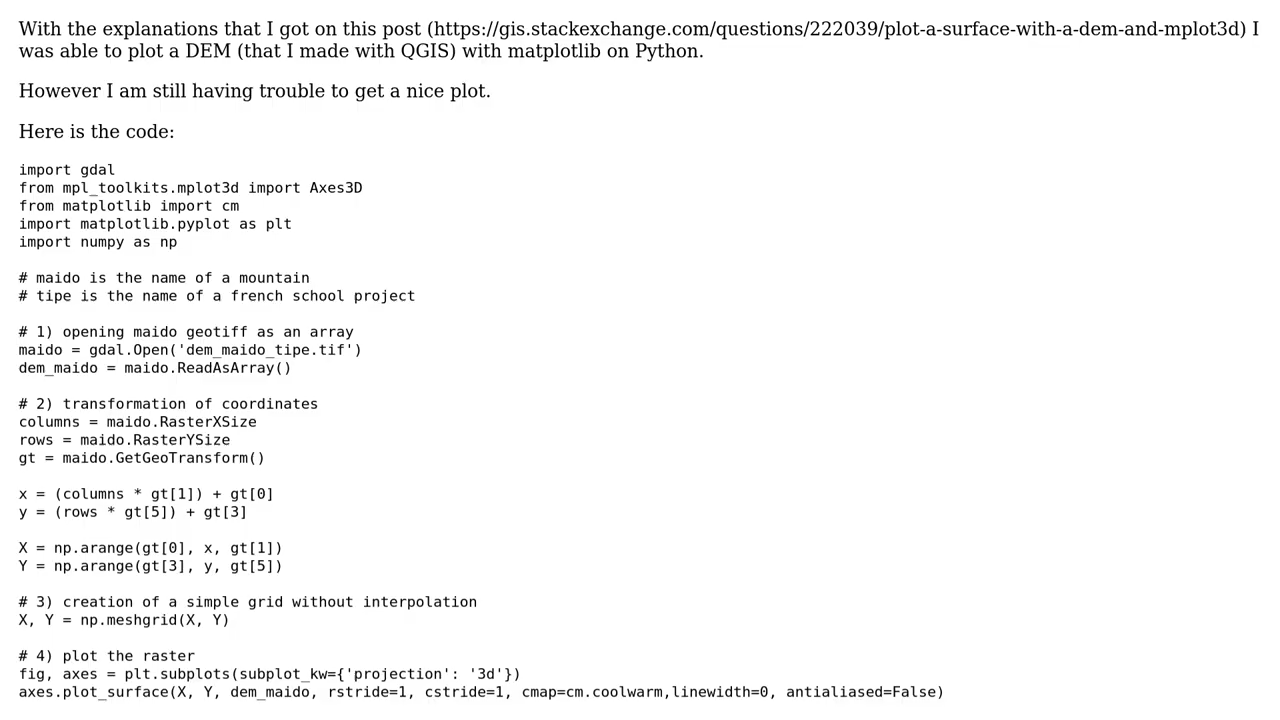 With the explanations that I got on this post (https://gis.stackexchange.com/questions/222039/plot-a-surface-with-a-dem-and-mplot3d) I
was able to plot a DEM (that I made with QGIS) with matplotlib on Python.
However I am still having trouble to get a nice plot.
Here is the code:
import gdal
from mpl_toolkits.mplot3d import Axes3D
from matplotlib import cm
import matplotlib.pyplot as plt
import numpy as np
# maido is the name of a mountain
# tipe is the name of a french school project
# 1) opening maido geotiff as an array
maido = gdal.Open('dem_maido_tipe.tif')
dem_maido = maido.ReadAsArray()
# 2) transformation of coordinates
columns = maido.RasterXSize
rows = maido.RasterYSize
gt = maido.GetGeoTransform()
x = (columns * gt[1]) + gt[0]
y = (rows * gt[5]) + gt[3]
X = np.arange(gt[0], x, gt[1])
Y = np.arange(gt[3], y, gt[5])
# 3) creation of a simple grid without interpolation
X, Y = np.meshgrid(X, Y)
# 4) plot the raster
fig, axes = plt.subplots(subplot_kw={'projection': '3d'})
axes.plot_surface(X, Y, dem_maido, rstride=1, cstride=1, cmap=cm.coolwarm,linewidth=0, antialiased=False)